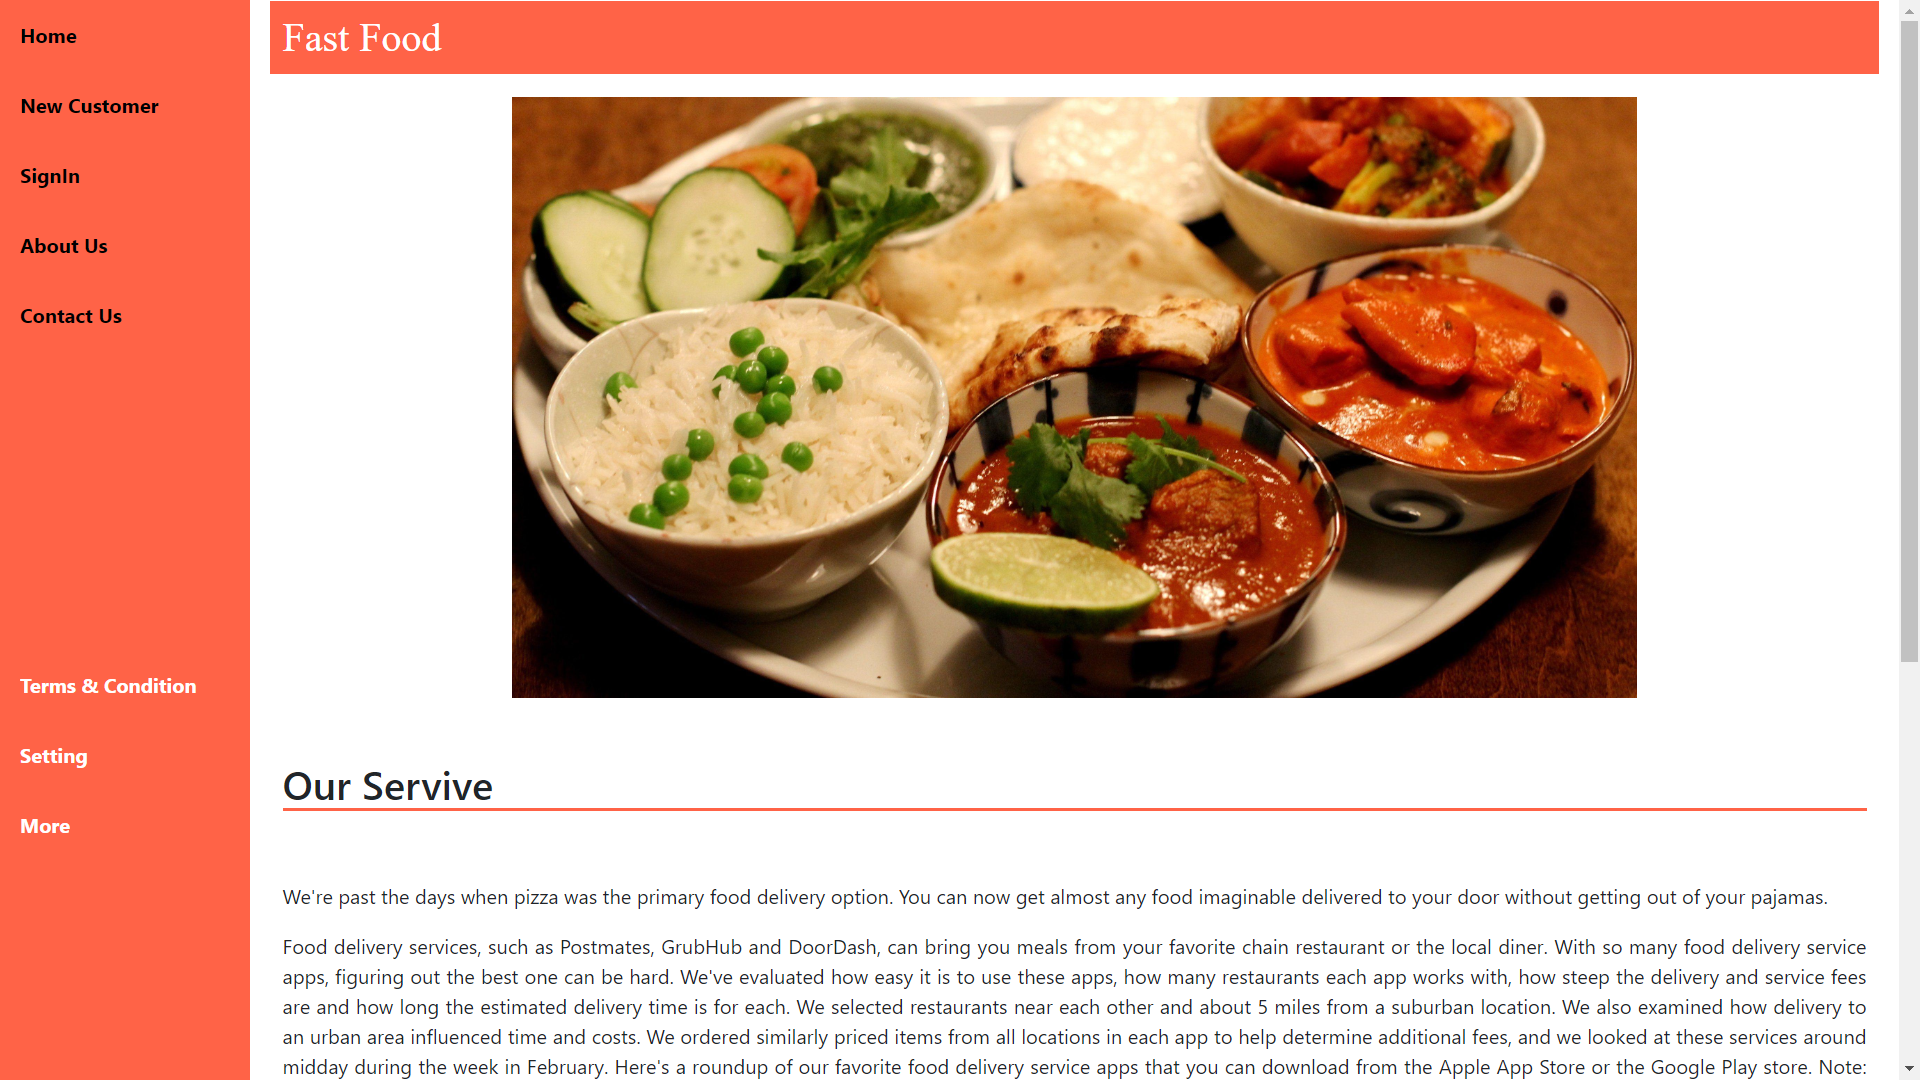 Home
New Customer
SignIn
About Us
Contact Us
Terms & Condition
Setting
More
Fast Food
Our Servive
We're past the days when pizza was the primary food delivery option. You can now get almost any food imaginable delivered to your door without getting out of your pajamas.
Food delivery services, such as Postmates, GrubHub and DoorDash, can bring you meals from your favorite chain restaurant or the local diner. With so many food delivery service
apps, figuring out the best one can be hard. We've evaluated how easy it is to use these apps, how many restaurants each app works with, how steep the delivery and service fees
are and how long the estimated delivery time is for each. We selected restaurants near each other and about 5 miles from a suburban location. We also examined how delivery to
an urban area influenced time and costs. We ordered similarly priced items from all locations in each app to help determine additional fees, and we looked at these services around
midday during the week in February. Here's a roundup of our favorite food delivery service apps that you can download from the Apple App Store or the Google Play store. Note: